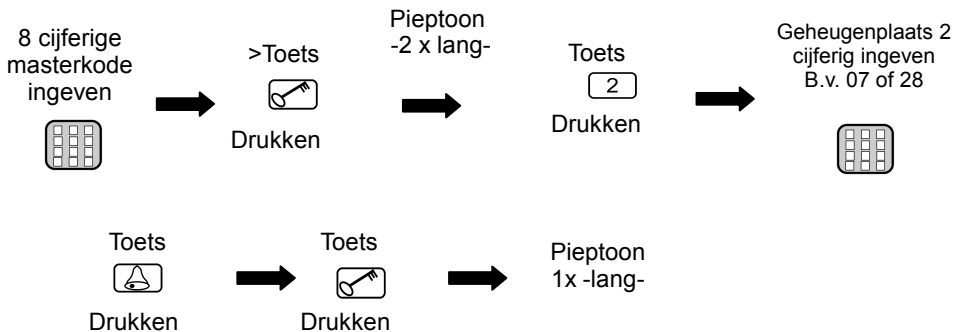 8 cijferige
masterkode
ingeven
>Toets
Drukken
Pieptoon
-2 x lang-
Toets
2
Drukken
Geheugenplaats 2
cijferig ingeven
B.v. 07 of 28
Toets
Drukken
Toets
Drukken
Pieptoon
1x -lang-